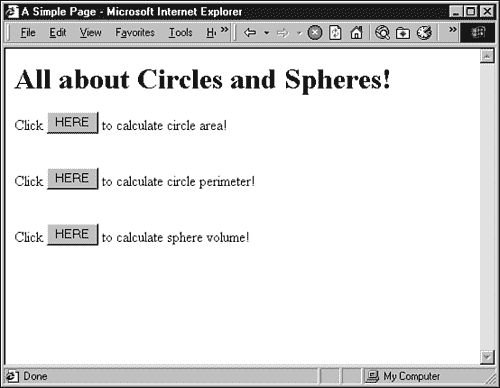 A Simple Page - Microsoft Internet Explorer
File Edit View Favorites Tools H »
»
All about Circles and Spheres!
Click HERE to calculate circle area!
Click HERE to calculate circle perimeter!
Click HERE to calculate sphere volume!
Done My Computer